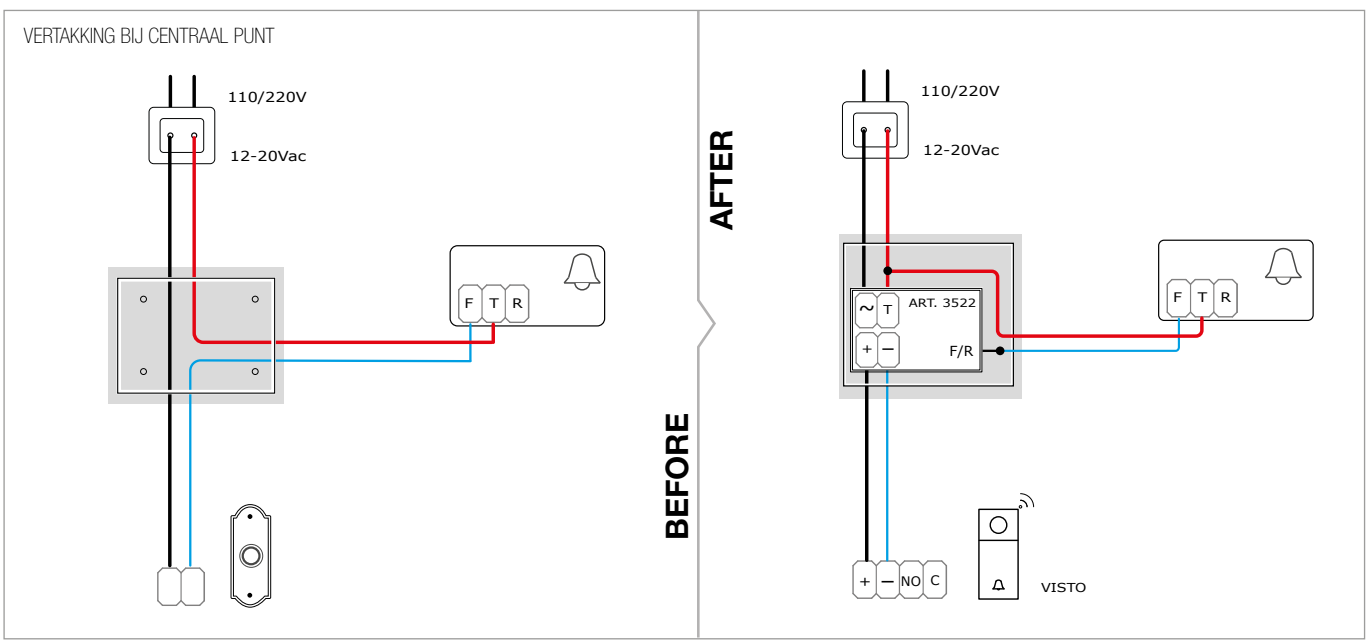 VERTAKKING BIJ CENTRAAL PUNT
110/220V
12-20Vac
F T R
BEFORE
AFTER
110/220V
12-20Vac
~ T ART. 3522
+ – F/R
F T R
+ – NO C
VISTO